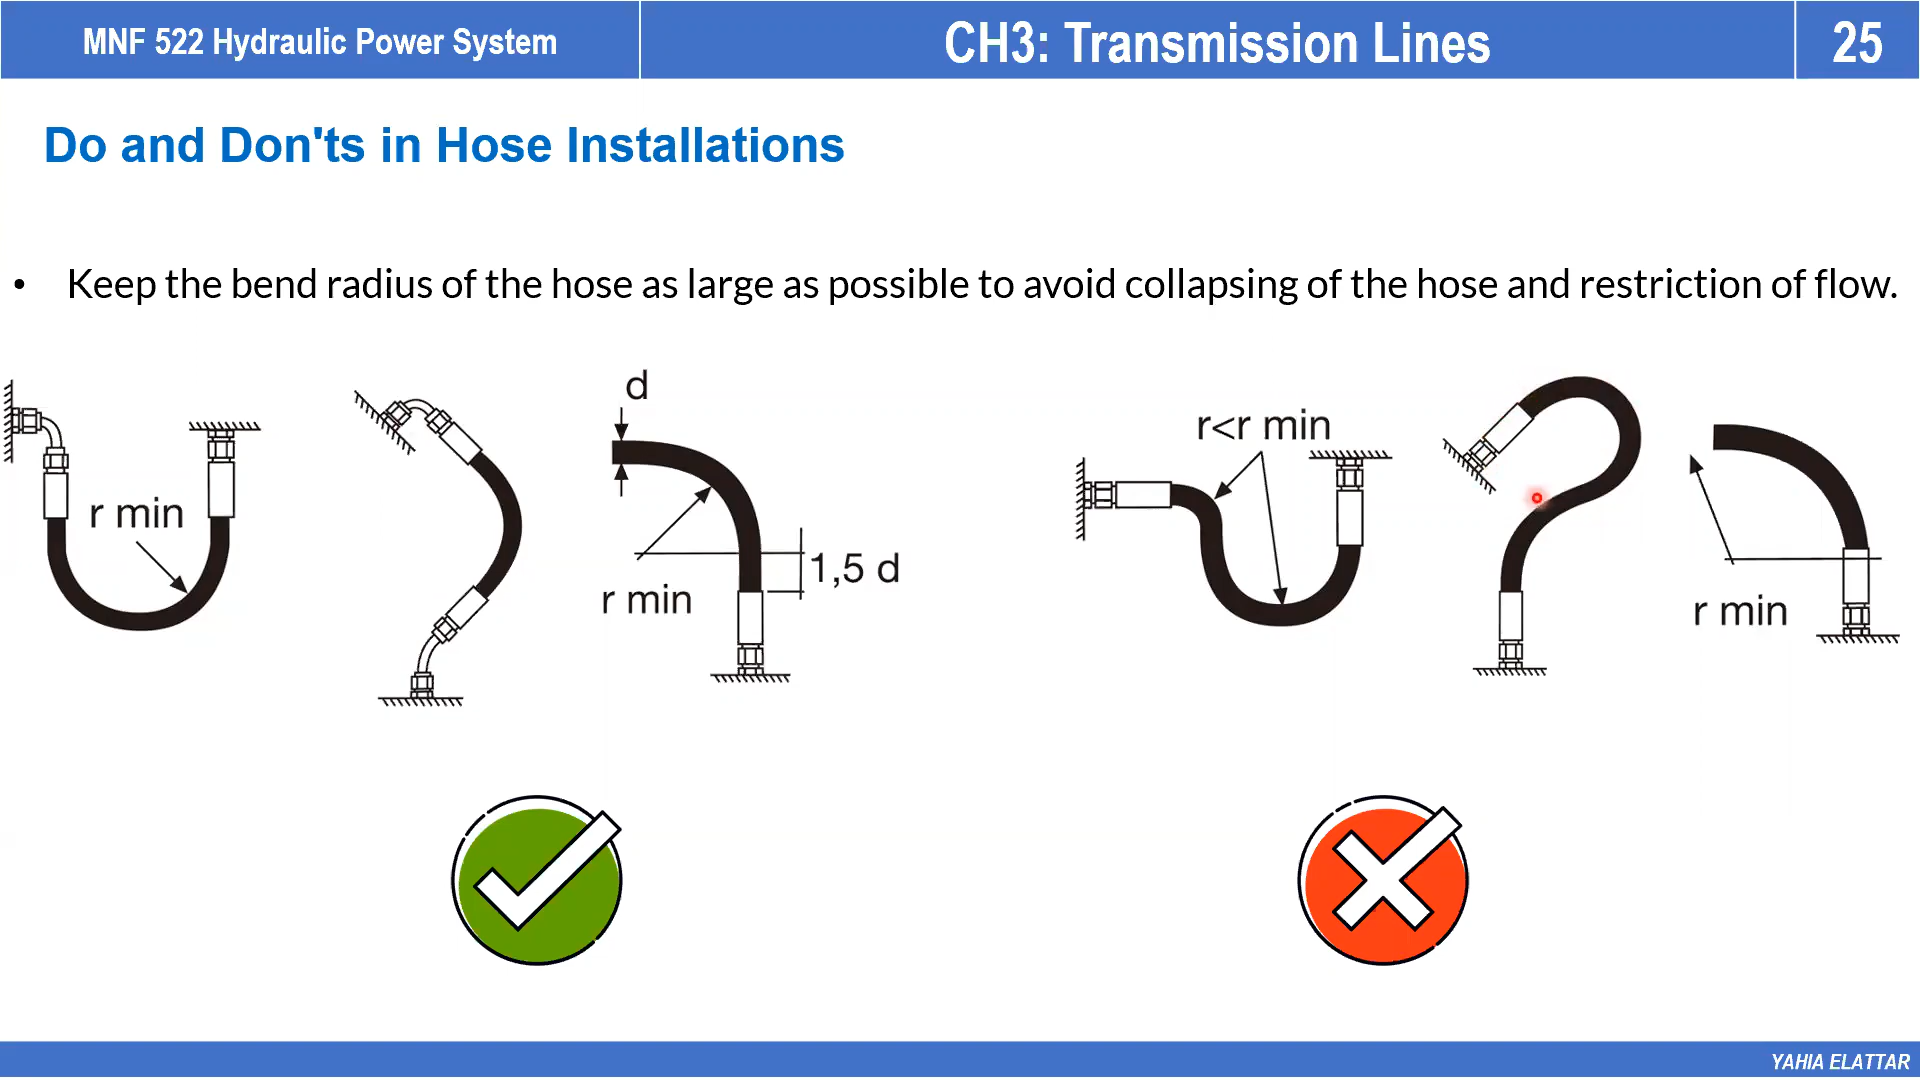 MNF 522 Hydraulic Power System
CH3: Transmission Lines
25
Do and Don'ts in Hose Installations
• Keep the bend radius of the hose as large as possible to avoid collapsing of the hose and restriction of flow.
r min
d
r min
1,5 d
r<r min
r min
YAHIA ELATTAR